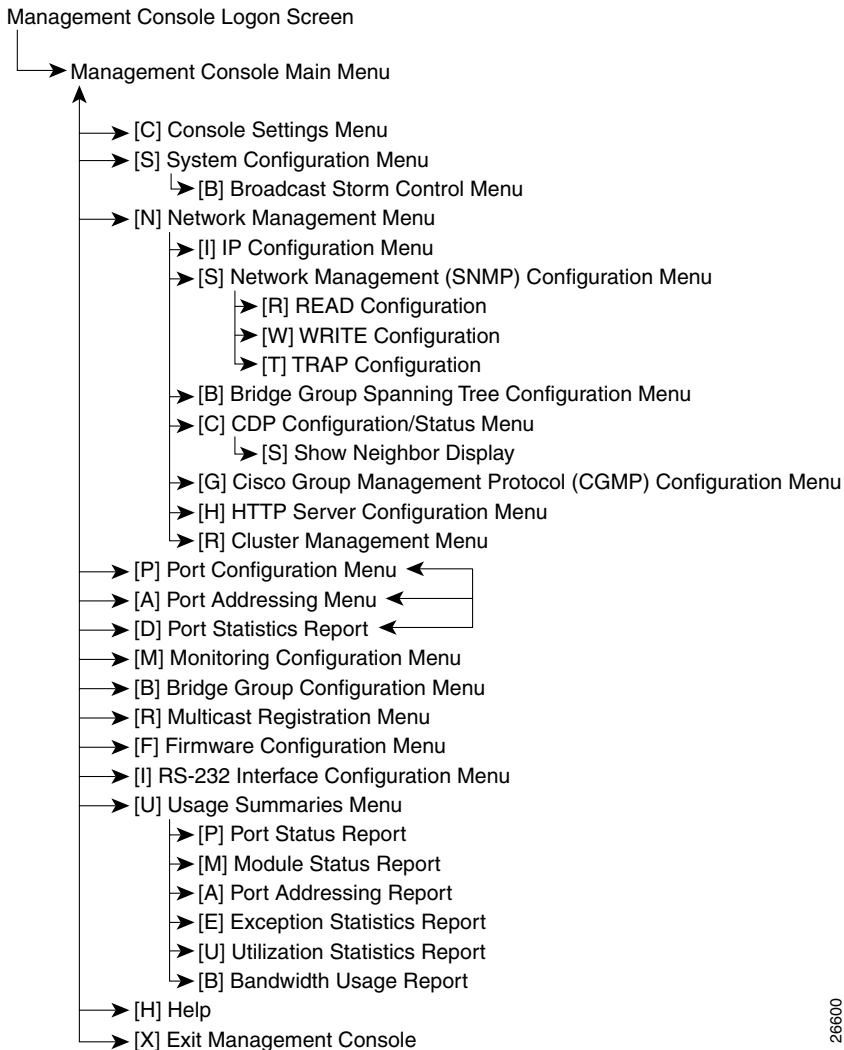 Management Console Logon Screen
Management Console Main Menu
[C] Console Settings Menu
[S] System Configuration Menu
[B] Broadcast Storm Control Menu
[N] Network Management Menu
[I] IP Configuration Menu
[S] Network Management (SNMP) Configuration Menu
[R] READ Configuration
[W] WRITE Configuration
[T] TRAP Configuration
[B] Bridge Group Spanning Tree Configuration Menu
[C] CDP Configuration/Status Menu
[S] Show Neighbor Display
[G] Cisco Group Management Protocol (CGMP) Configuration Menu
[H] HTTP Server Configuration Menu
[R] Cluster Management Menu
[P] Port Configuration Menu
[A] Port Addressing Menu
[D] Port Statistics Report
[M] Monitoring Configuration Menu
[B] Bridge Group Configuration Menu
[R] Multicast Registration Menu
[F] Firmware Configuration Menu
[I] RS-232 Interface Configuration Menu
[U] Usage Summaries Menu
[P] Port Status Report
[M] Module Status Report
[A] Port Addressing Report
[E] Exception Statistics Report
[U] Utilization Statistics Report
[B] Bandwidth Usage Report
[H] Help
[X] Exit Management Console
26600